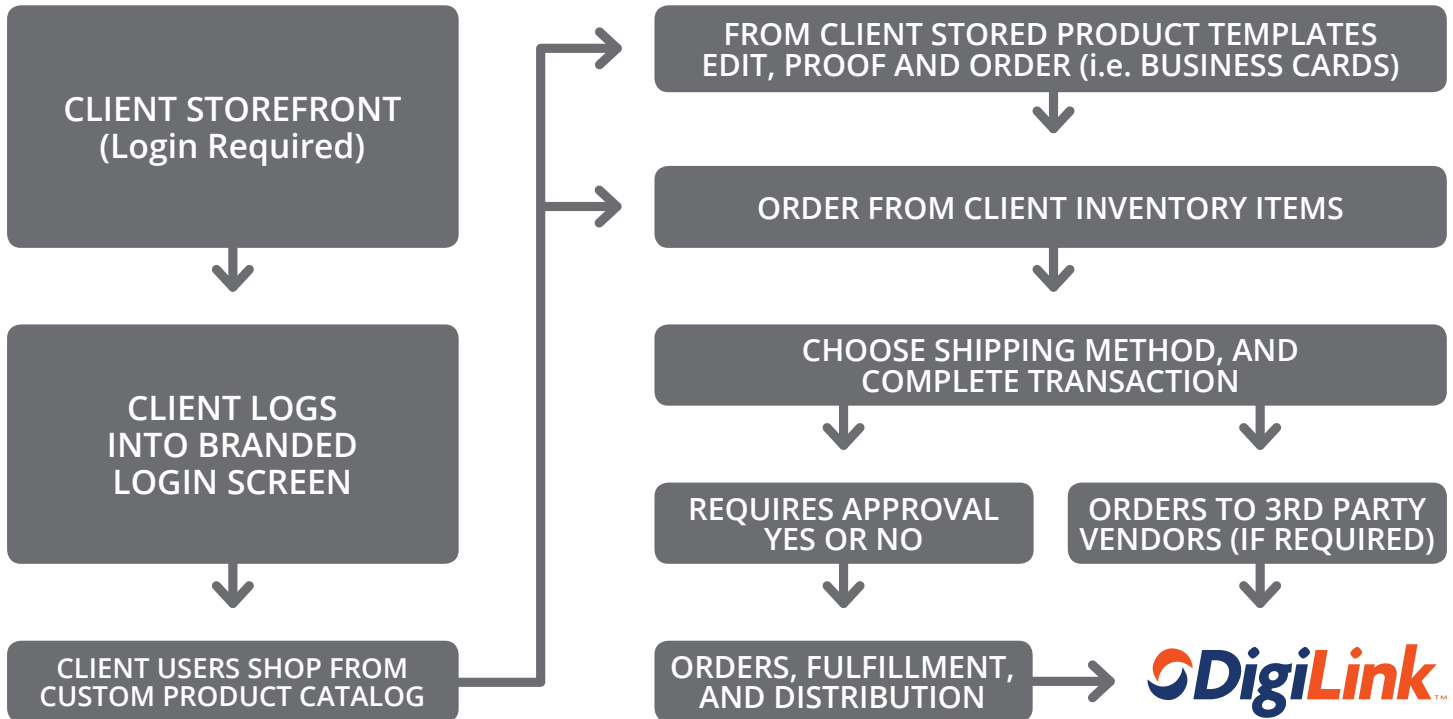 CLIENT STOREFRONT
(Login Required)
CLIENT LOGS
INTO BRANDED
LOGIN SCREEN
CLIENT USERS SHOP FROM
CUSTOM PRODUCT CATALOG
FROM CLIENT STORED PRODUCT TEMPLATES
EDIT, PROOF AND ORDER (i.e. BUSINESS CARDS)
ORDER FROM CLIENT INVENTORY ITEMS
CHOOSE SHIPPING METHOD, AND
COMPLETE TRANSACTION
REQUIRES APPROVAL
YES OR NO
ORDERS TO 3RD PARTY
VENDORS (IF REQUIRED)
ORDERS, FULFILLMENT,
AND DISTRIBUTION
DigiLink™